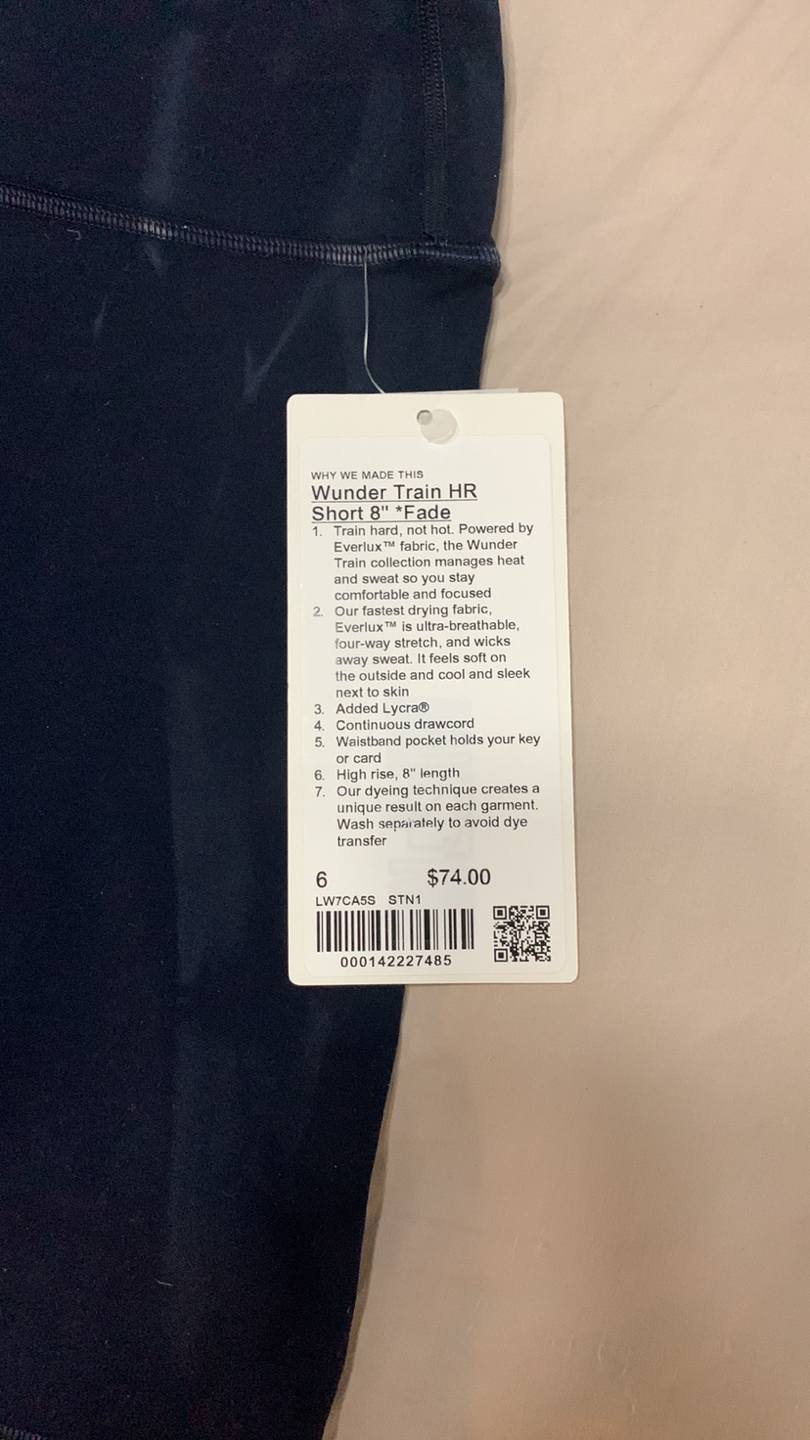 WHY WE MADE THIS
Wunder Train HR
Short 8" *Fade
1. Train hard, not hot. Powered by
Everlux™ fabric, the Wunder
Train collection manages heat
and sweat so you stay
comfortable and focused
2. Our fastest drying fabric,
Everlux™ is ultra-breathable,
four-way stretch, and wicks
away sweat. It feels soft on
the outside and cool and sleek
next to skin
3. Added Lycra®
4. Continuous drawcord
5. Waistband pocket holds your key
or card
6. High rise, 8" length
7. Our dyeing technique creates a
unique result on each garment.
Wash separately to avoid dye
transfer
6 $74.00
LW7CA5S STN1
000142227485